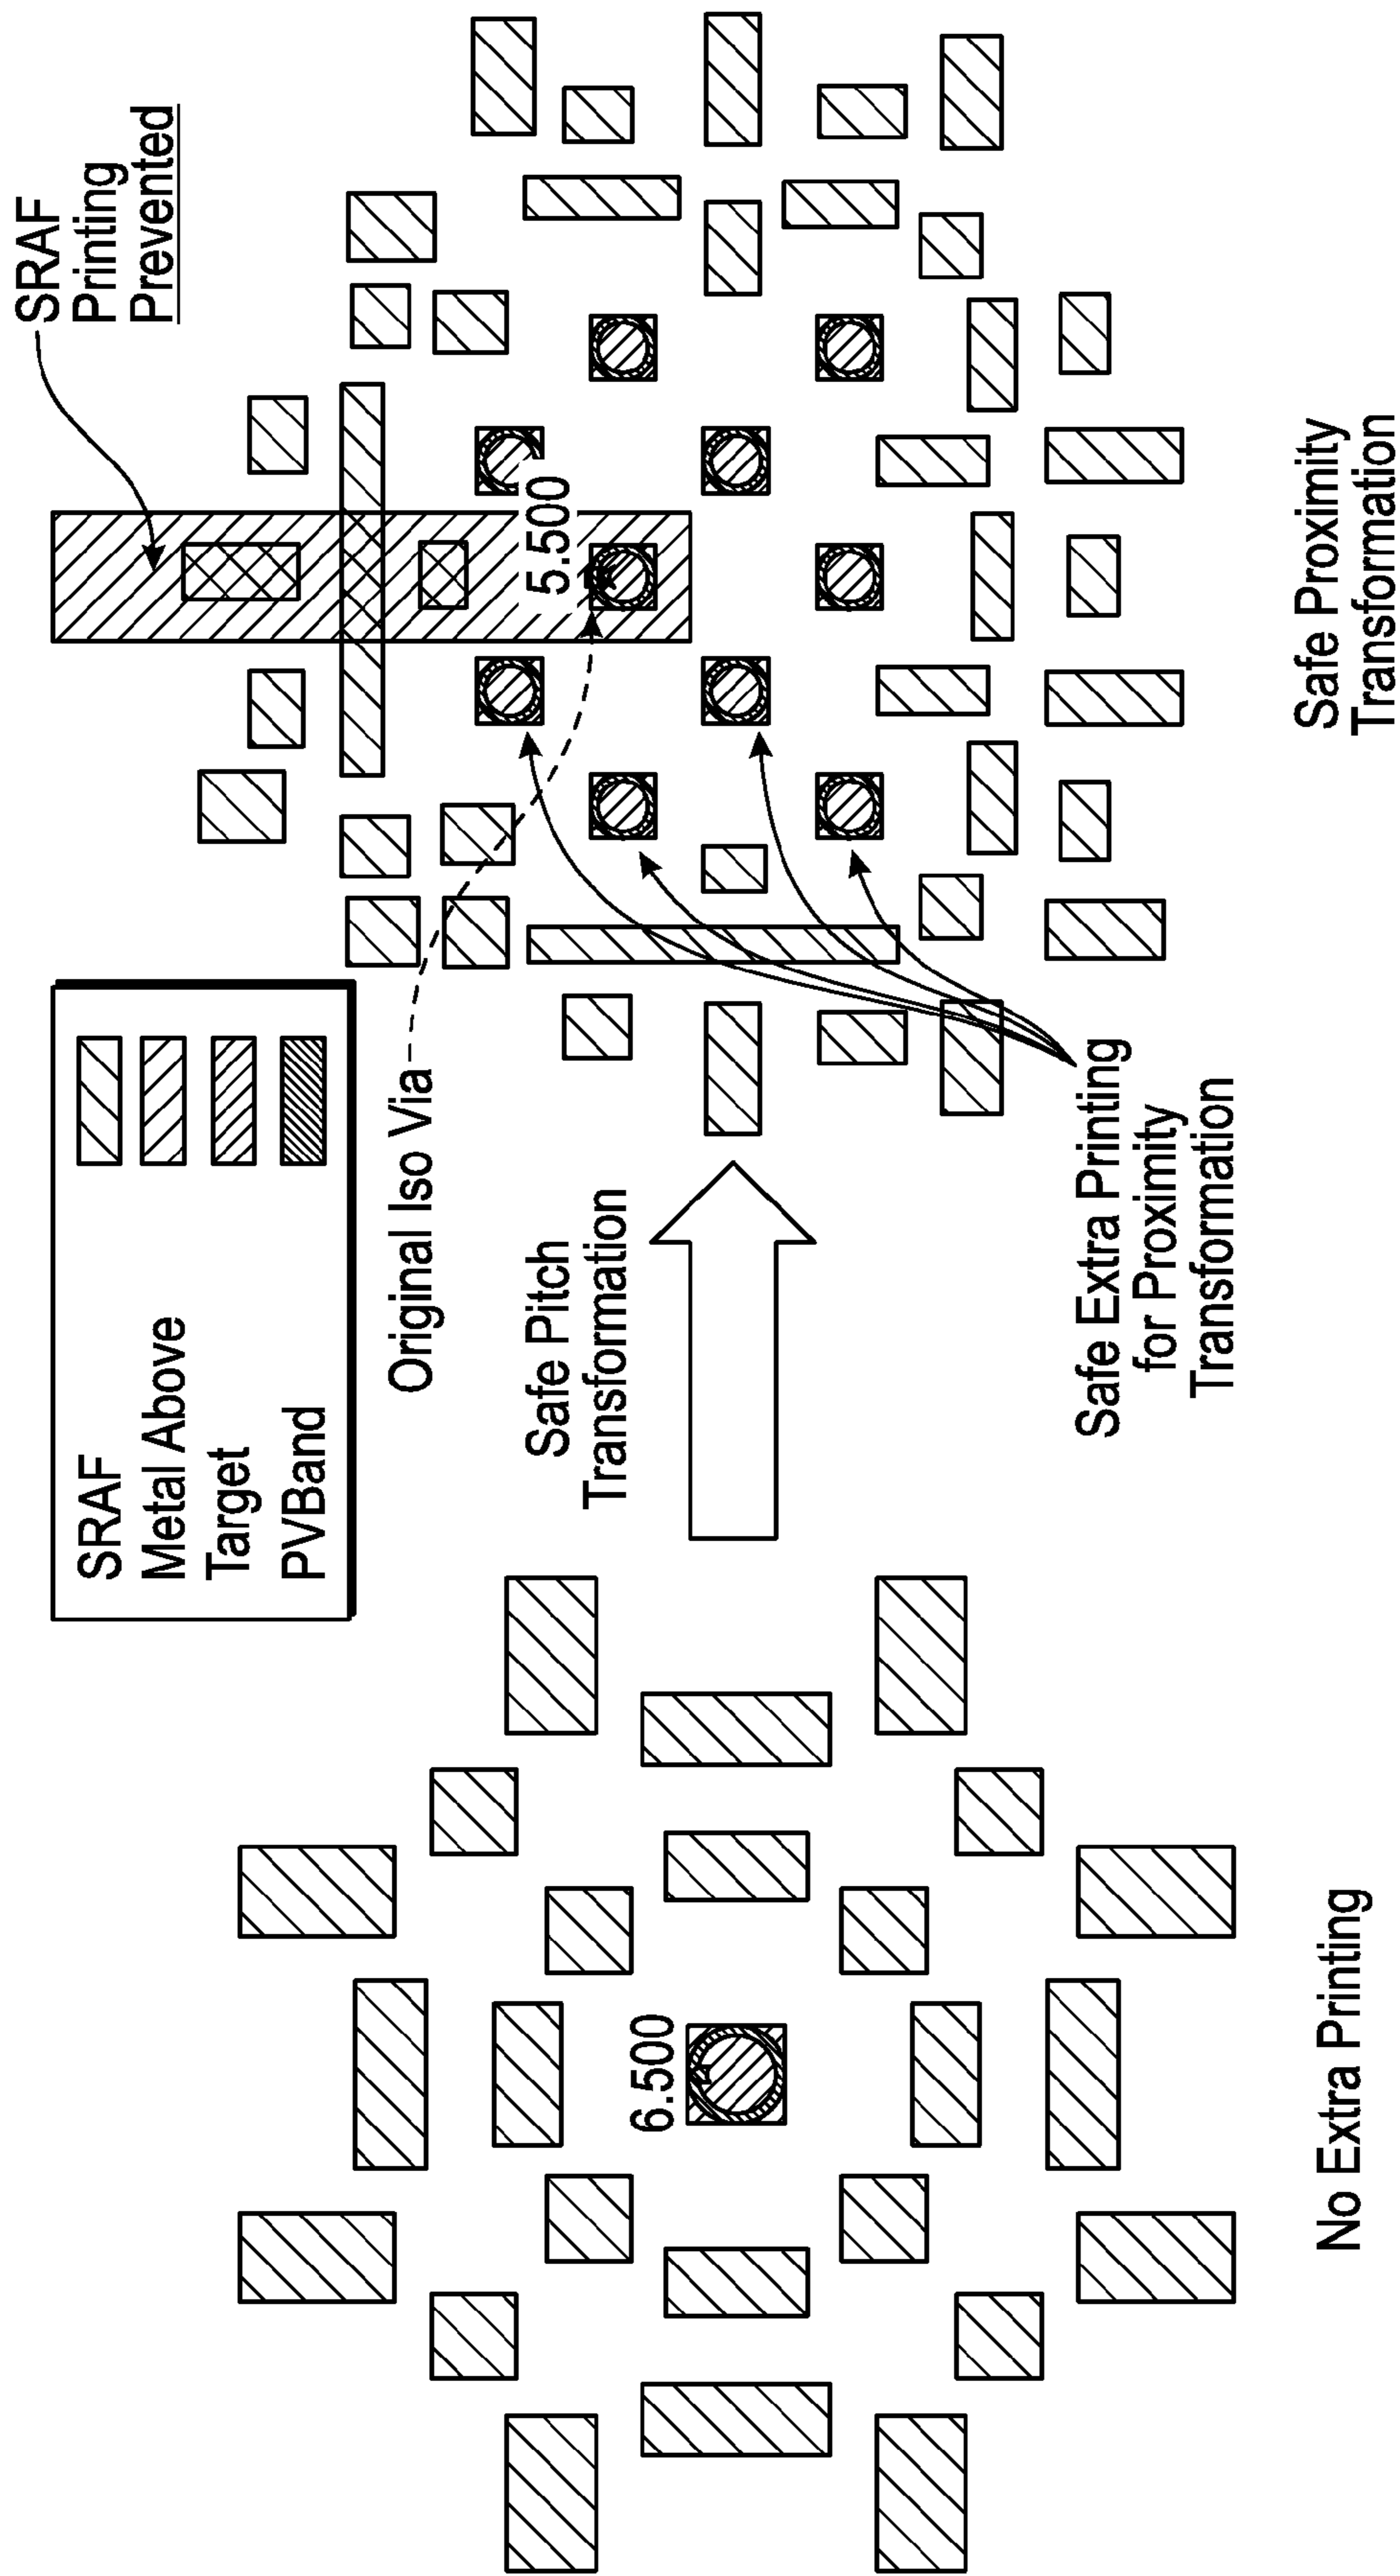 SRAF
Metal Above
Target
PVBand
SRAF
Printing
Prevented
Original Iso Via
Safe Pitch
Transformation
6.500
5.500
Safe Extra Printing
for Proximity
Transformation
No Extra Printing
Safe Proximity
Transformation